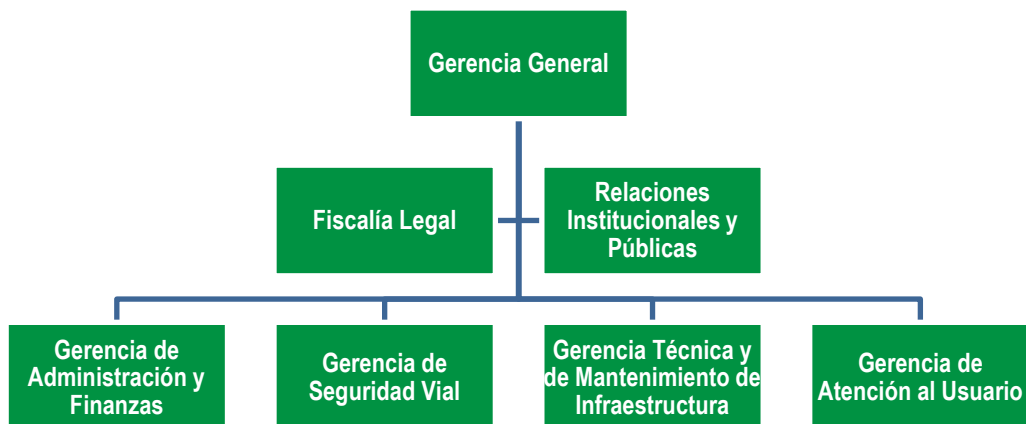 Gerencia General
Fiscalía Legal
Relaciones
Institucionales y
Públicas
Gerencia de
Administración y
Finanzas
Gerencia de
Seguridad Vial
Gerencia Técnica y
de Mantenimiento de
Infraestructura
Gerencia de
Atención al Usuario